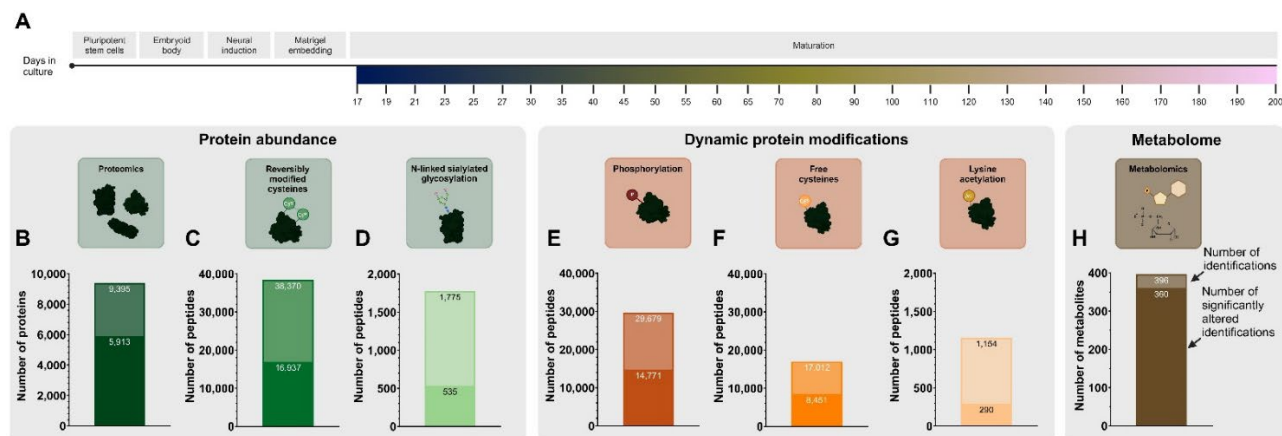 A
Pluripotent
stem cells
Embryoid
body
Neural
induction
Matrigel
embedding
Maturation
Days in
culture
17 19 21 23 25 27 30 35 40 45 50 55 60 65 70 80 90 100 110 120 130 140 150 160 170 180 190 200
Protein abundance
Proteomics
Reversibly
modified
cysteines
N-linked sialylated
glycosylation
B
10,000
8,000
6,000
4,000
2,000
0
Number of proteins
9,395
5,913
C
40,000
30,000
20,000
10,000
0
Number of peptides
38,370
16,937
D
2,000
1,500
1,000
500
0
Number of peptides
1,775
535
Dynamic protein modifications
Phosphorylation
Free
cysteines
Lysine
acetylation
E
40,000
30,000
20,000
10,000
0
Number of peptides
29,679
14,771
F
40,000
30,000
20,000
10,000
0
Number of peptides
17,012
8,451
G
2,000
1,500
1,000
500
0
Number of peptides
1,154
290
Metabolome
Metabolomics
H
400
300
200
100
0
Number of metabolites
396
360
Number of
identifications
Number of
significantly
altered
identifications